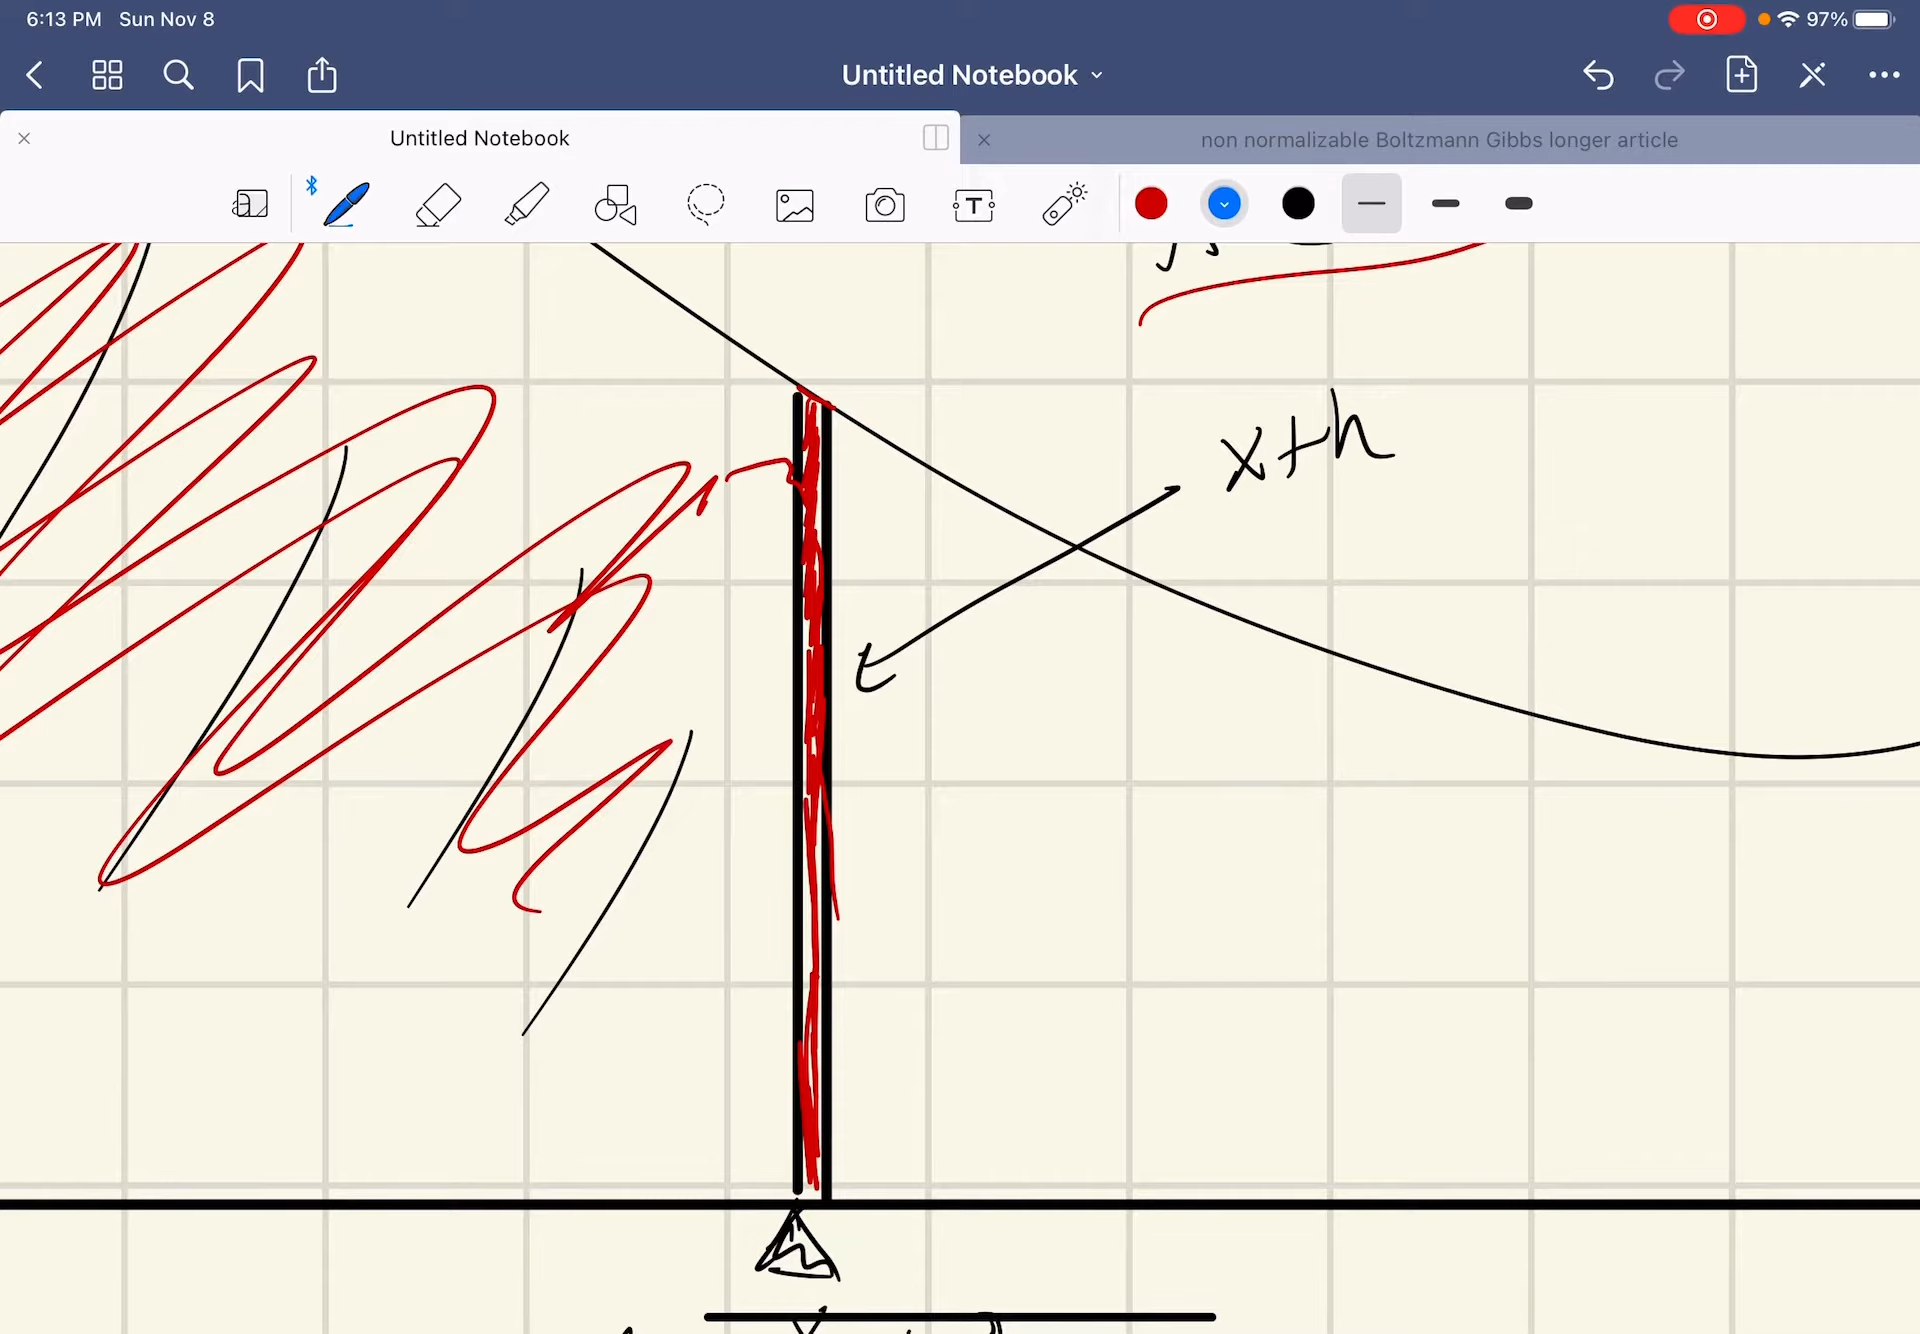 6:13 PM Sun Nov 8
97%
Untitled Notebook
Untitled Notebook
non normalizable Boltzmann Gibbs longer article
T
x+h